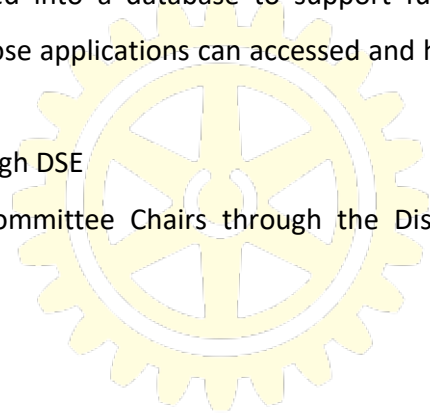 ed into a database to support fu
ose applications can accessed and h
gh DSE
ommittee Chairs through the Dis